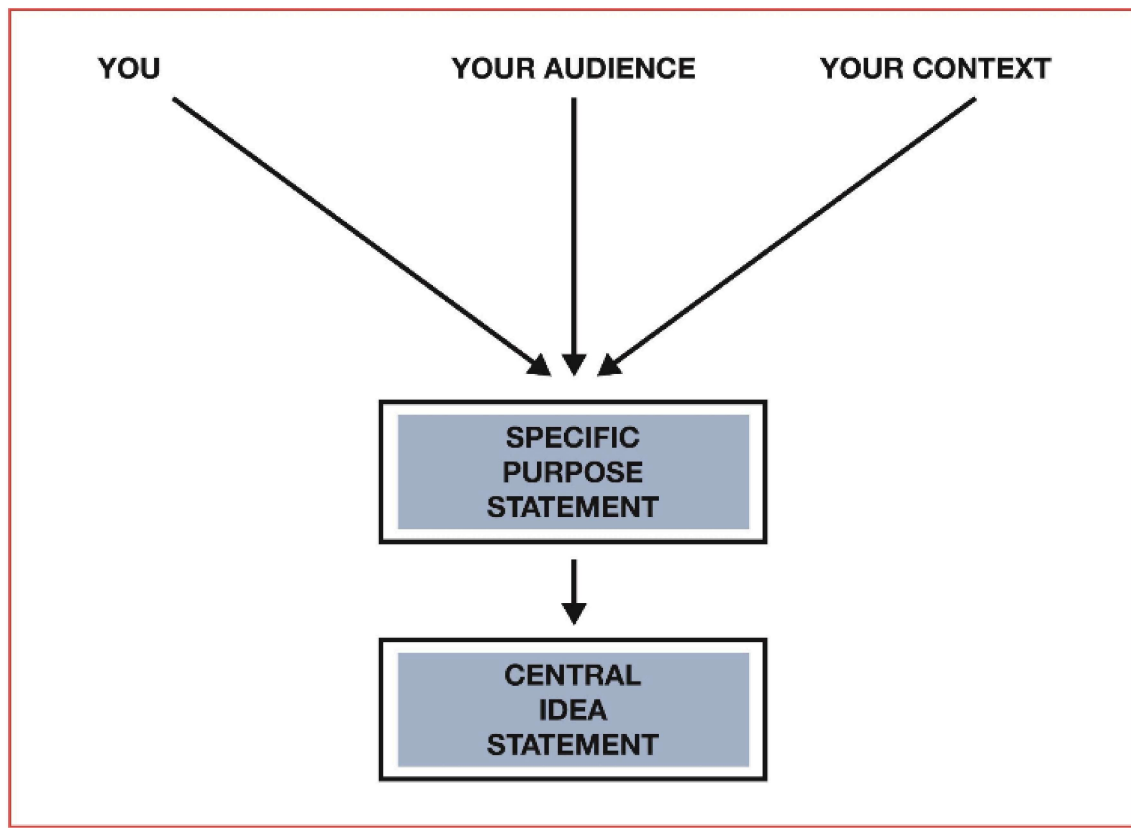 YOU
YOUR AUDIENCE
YOUR CONTEXT
SPECIFIC
PURPOSE
STATEMENT
CENTRAL
IDEA
STATEMENT